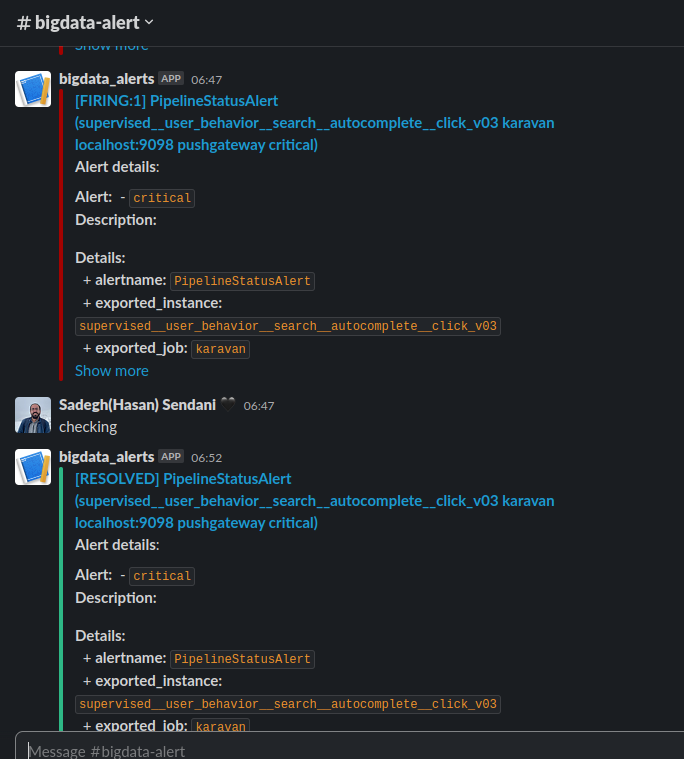 # bigdata-alert
Show more
bigdata_alerts APP 06:47
[FIRING:1] PipelineStatusAlert
(supervised__user_behavior__search__autocomplete__click_v03 karavan
localhost:9098 pushgateway critical)
Alert details:
Alert: - critical
Description:
Details:
+ alertname: PipelineStatusAlert
+ exported_instance:
supervised__user_behavior__search__autocomplete__click_v03
+ exported_job: karavan
Show more
Sadegh(Hasan) Sendani 🖤 06:47
checking
bigdata_alerts APP 06:52
[RESOLVED] PipelineStatusAlert
(supervised__user_behavior__search__autocomplete__click_v03 karavan
localhost:9098 pushgateway critical)
Alert details:
Alert: - critical
Description:
Details:
+ alertname: PipelineStatusAlert
+ exported_instance:
supervised__user_behavior__search__autocomplete__click_v03
+ exported_job: karavan
Message #bigdata-alert